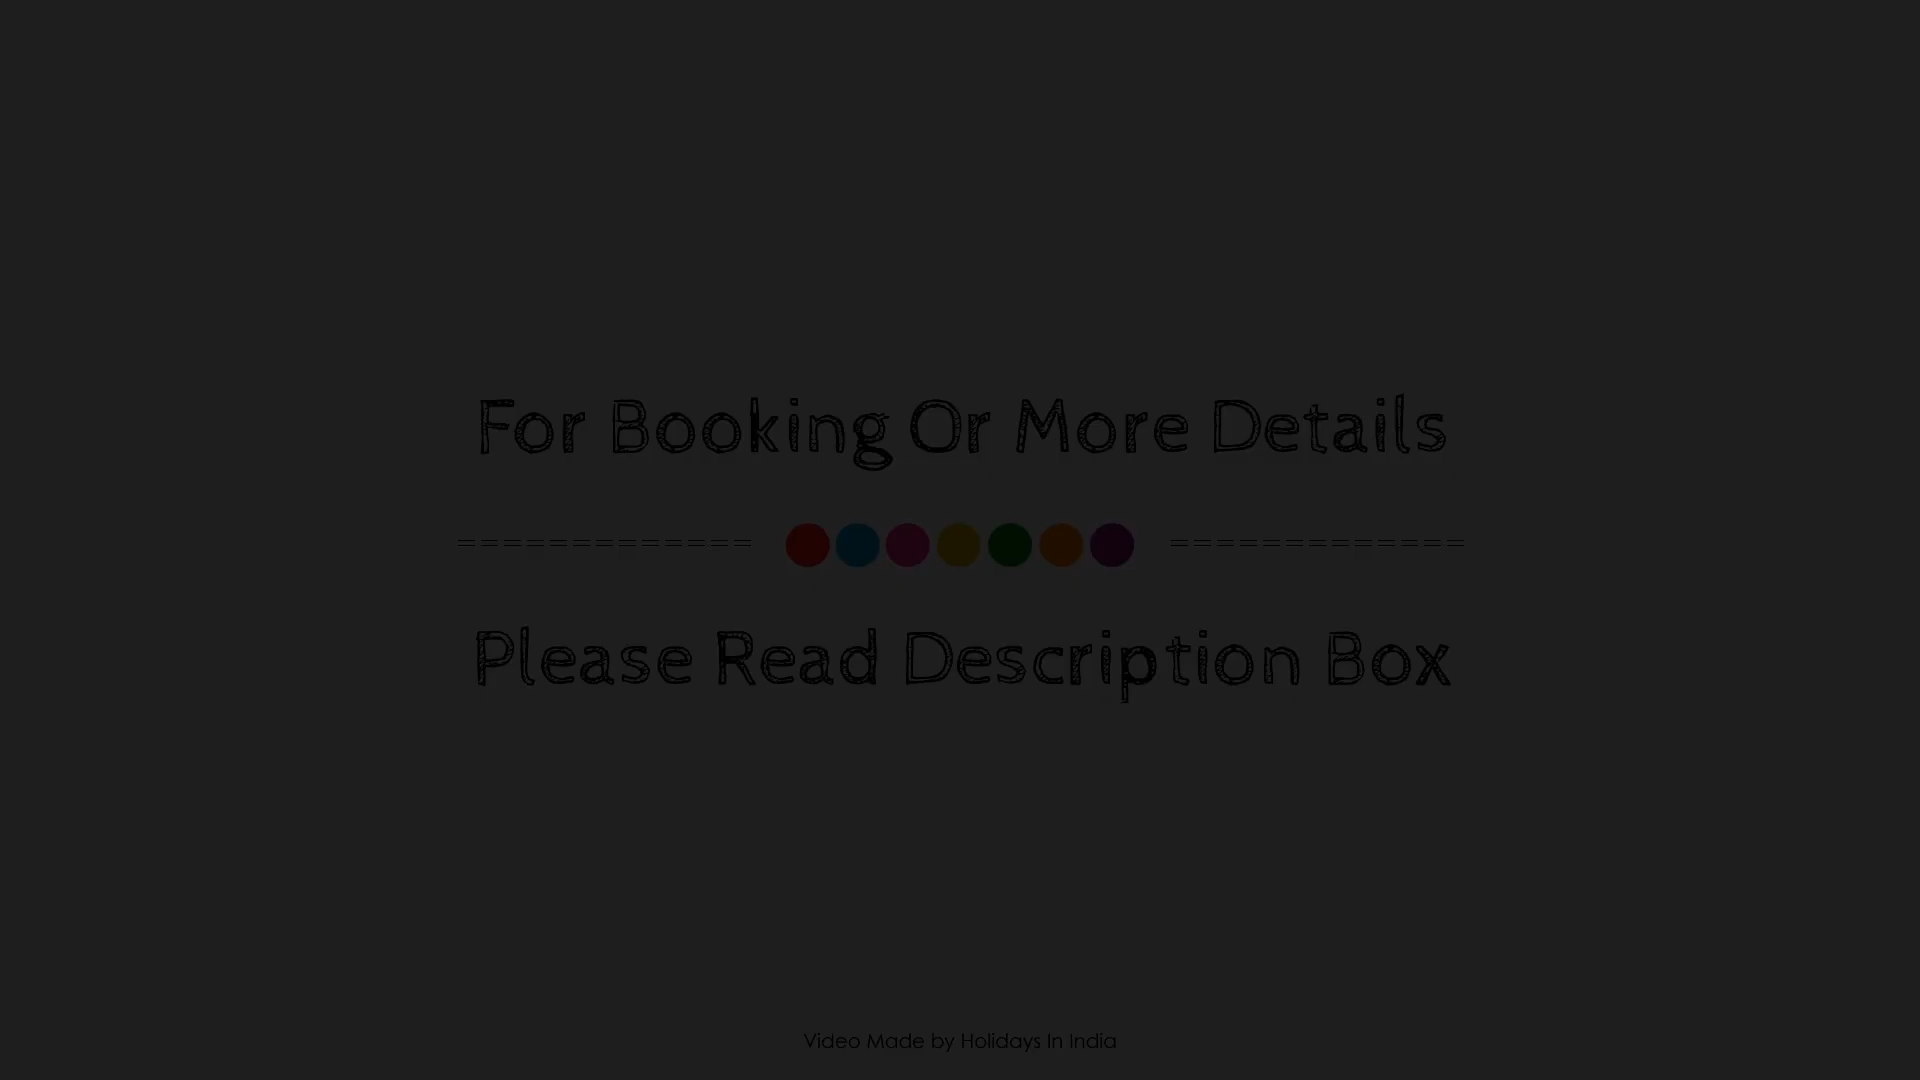 For Booking Or More Details
============= =============
Please Read Description Box
Video Made by Holidays In India